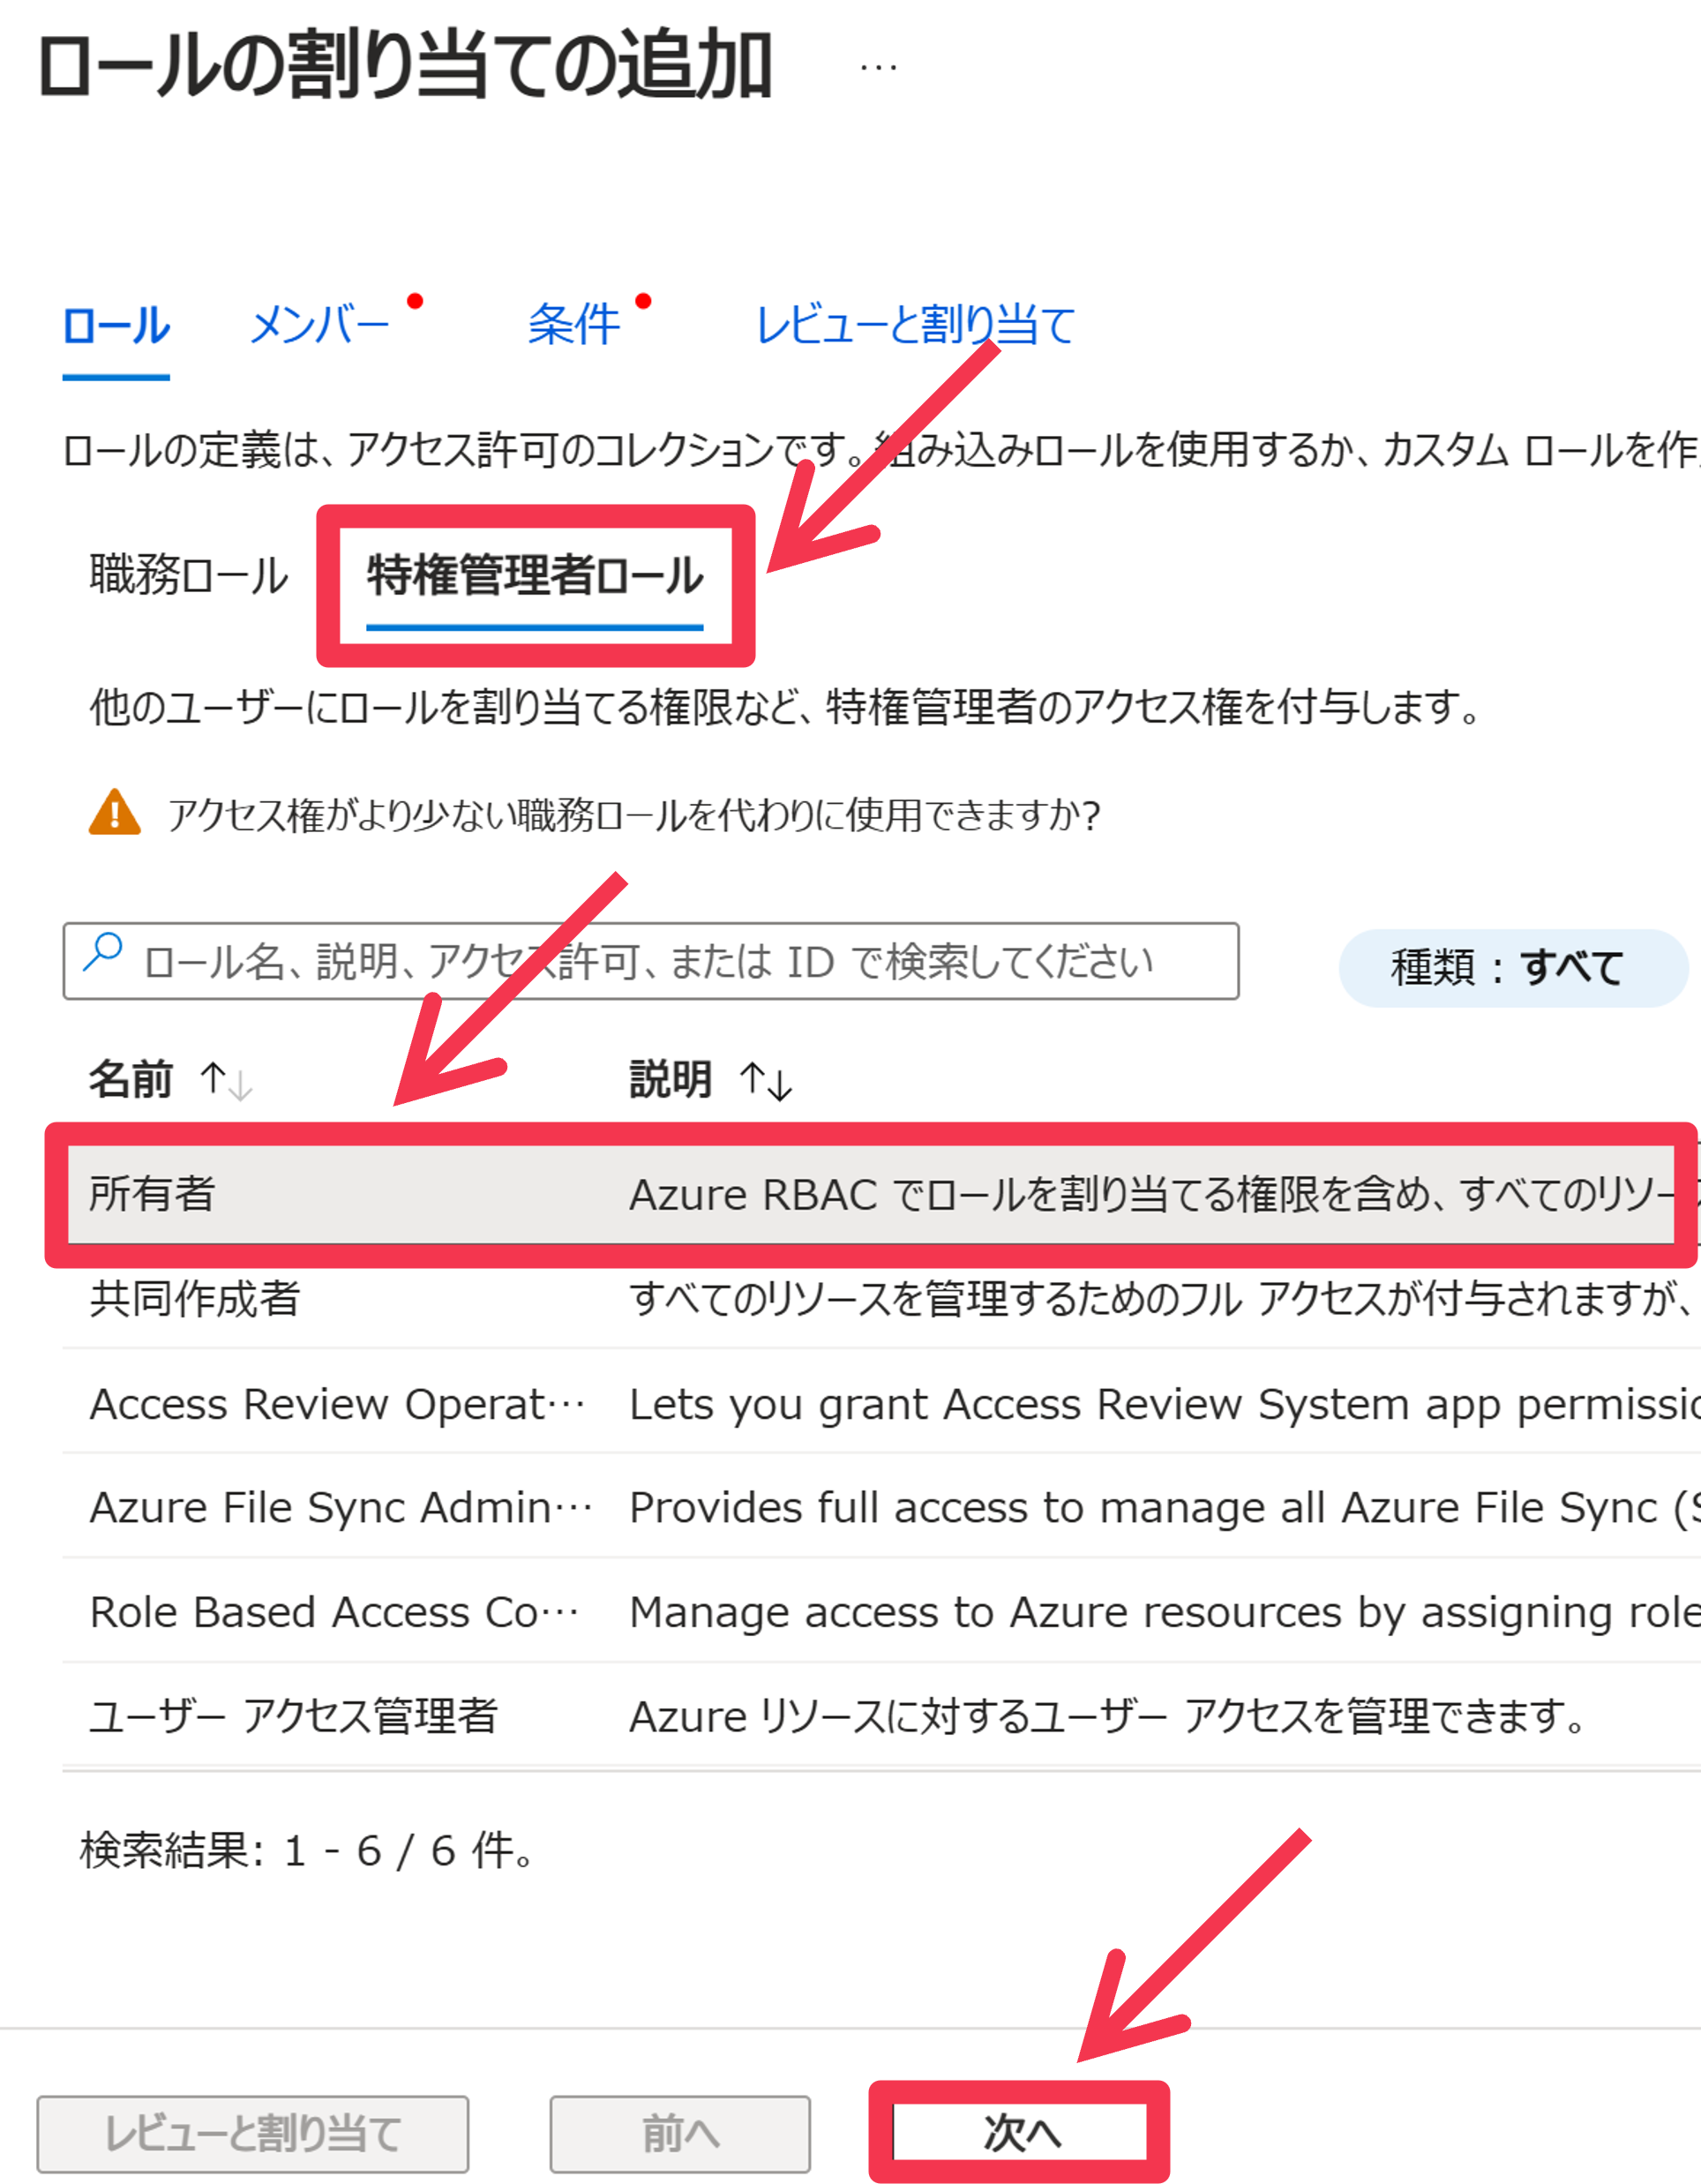 ロールの割り当ての追加 …
ロール メンバー 条件 レビューと割り当て
ロールの定義は、アクセス許可のコレクションです。組み込みロールを使用するか、カスタム ロールを作
職務ロール 特権管理者ロール
他のユーザーにロールを割り当てる権限など、特権管理者のアクセス権を付与します。
アクセス権がより少ない職務ロールを代わりに使用できますか?
ロール名、説明、アクセス許可、または ID で検索してください 種類 : すべて
名前 ↑↓ 説明 ↑↓
所有者 Azure RBAC でロールを割り当てる権限を含め、すべてのリソース
共同作成者 すべてのリソースを管理するためのフル アクセスが付与されますが、
Access Review Operat… Lets you grant Access Review System app permissio
Azure File Sync Admin… Provides full access to manage all Azure File Sync (S
Role Based Access Co… Manage access to Azure resources by assigning role
ユーザー アクセス管理者 Azure リソースに対するユーザー アクセスを管理できます。
検索結果: 1 - 6 / 6 件。
レビューと割り当て 前へ 次へ